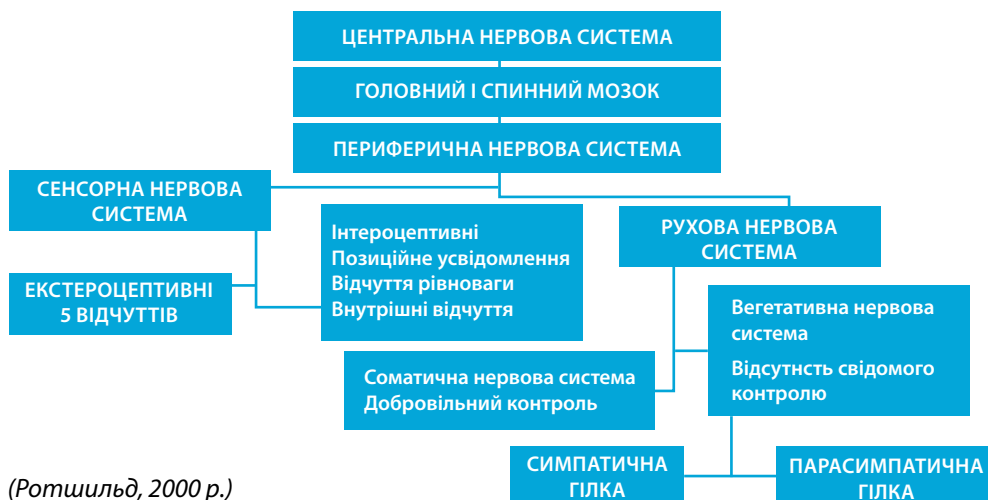 ЦЕНТРАЛЬНА НЕРВОВА СИСТЕМА
ГОЛОВНИЙ І СПИННИЙ МОЗОК
ПЕРИФЕРИЧНА НЕРВОВА СИСТЕМА
СЕНСОРНА НЕРВОВА
СИСТЕМА
ЕКСТЕРОЦЕПТИВНІ
5 ВІДЧУТТІВ
Інтероцептивні
Позиційне усвідомлення
Відчуття рівноваги
Внутрішні відчуття
РУХОВА НЕРВОВА
СИСТЕМА
Соматична нервова система
Добровільний контроль
Вегетативна нервова
система
Відсутнсть свідомого
контролю
СИМПАТИЧНА
ГІЛКА
ПАРАСИМПАТИЧНА
ГІЛКА
(Ротшильд, 2000 р.)